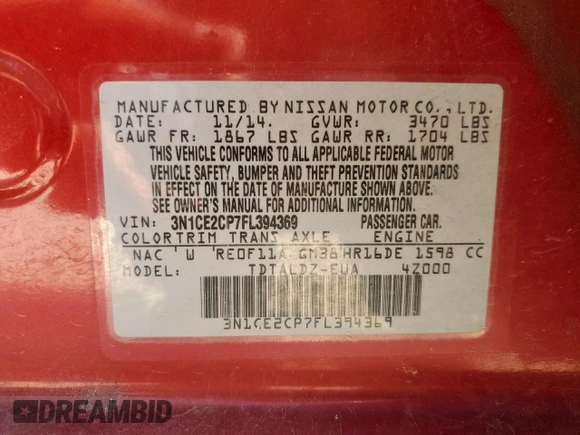 MANUFACTURED BY NISSAN MOTOR CO., LTD.
DATE: 11/14. GVWR: 3470 LBS
GAWR FR: 1867 LBS GAWR RR: 1704 LBS
THIS VEHICLE CONFORMS TO ALL APPLICABLE FEDERAL MOTOR
VEHICLE SAFETY, BUMPER AND THEFT PREVENTION STANDARDS
IN EFFECT ON THE DATE OF MANUFACTURE SHOWN ABOVE.
SEE OWNER'S MANUAL FOR ADDITIONAL INFORMATION.
VIN: 3N1CE2CP7FL394369 PASSENGER CAR.
COLOR TRIM TRANS AXLE ENGINE
NAC W RE0F11A GM38 HR16DE 1598 CC
MODEL: TDTALDZ-EUA 4Z000
3N1CE2CP7FL394369
DREAMBID